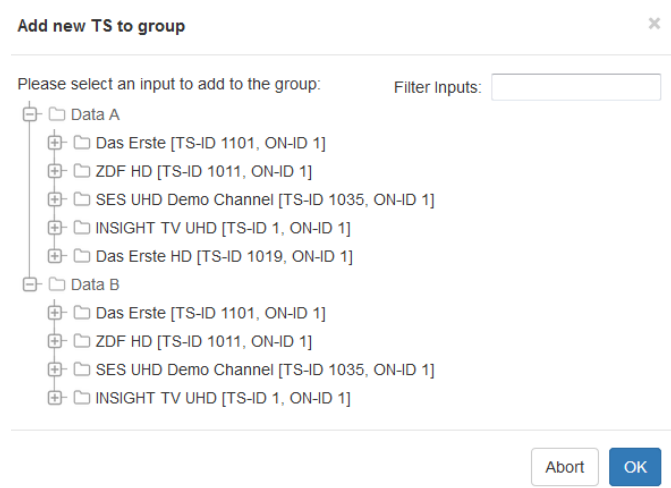 Add new TS to group
×
Please select an input to add to the group:
Filter Inputs:
Data A
Das Erste [TS-ID 1101, ON-ID 1]
ZDF HD [TS-ID 1011, ON-ID 1]
SES UHD Demo Channel [TS-ID 1035, ON-ID 1]
INSIGHT TV UHD [TS-ID 1, ON-ID 1]
Das Erste HD [TS-ID 1019, ON-ID 1]
Data B
Das Erste [TS-ID 1101, ON-ID 1]
ZDF HD [TS-ID 1011, ON-ID 1]
SES UHD Demo Channel [TS-ID 1035, ON-ID 1]
INSIGHT TV UHD [TS-ID 1, ON-ID 1]
Abort
OK